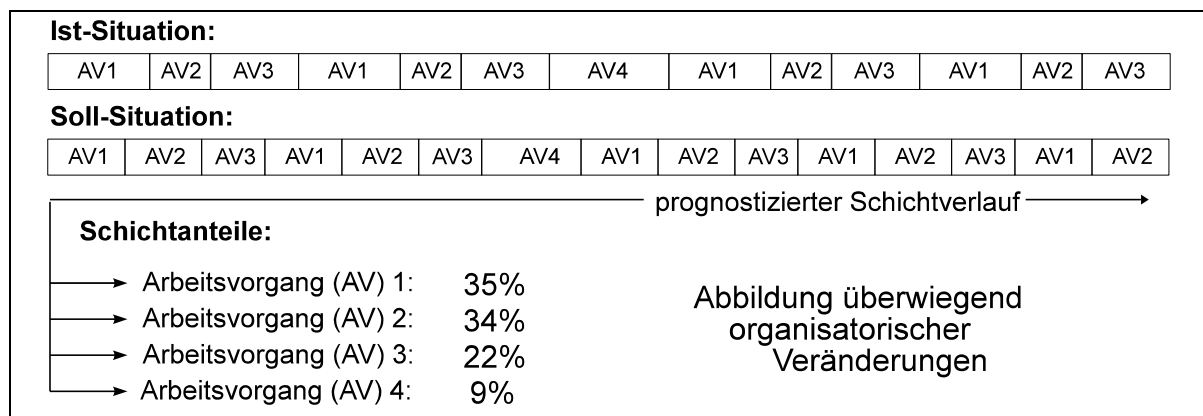 Ist-Situation:
AV1 AV2 AV3 AV1 AV2 AV3 AV4 AV1 AV2 AV3 AV1 AV2 AV3
Soll-Situation:
AV1 AV2 AV3 AV1 AV2 AV3 AV4 AV1 AV2 AV3 AV1 AV2 AV3 AV1 AV2
prognostizierter Schichtverlauf
Schichtanteile:
Arbeitsvorgang (AV) 1: 35%
Arbeitsvorgang (AV) 2: 34%
Arbeitsvorgang (AV) 3: 22%
Arbeitsvorgang (AV) 4: 9%
Abbildung überwiegend
organisatorischer
Veränderungen